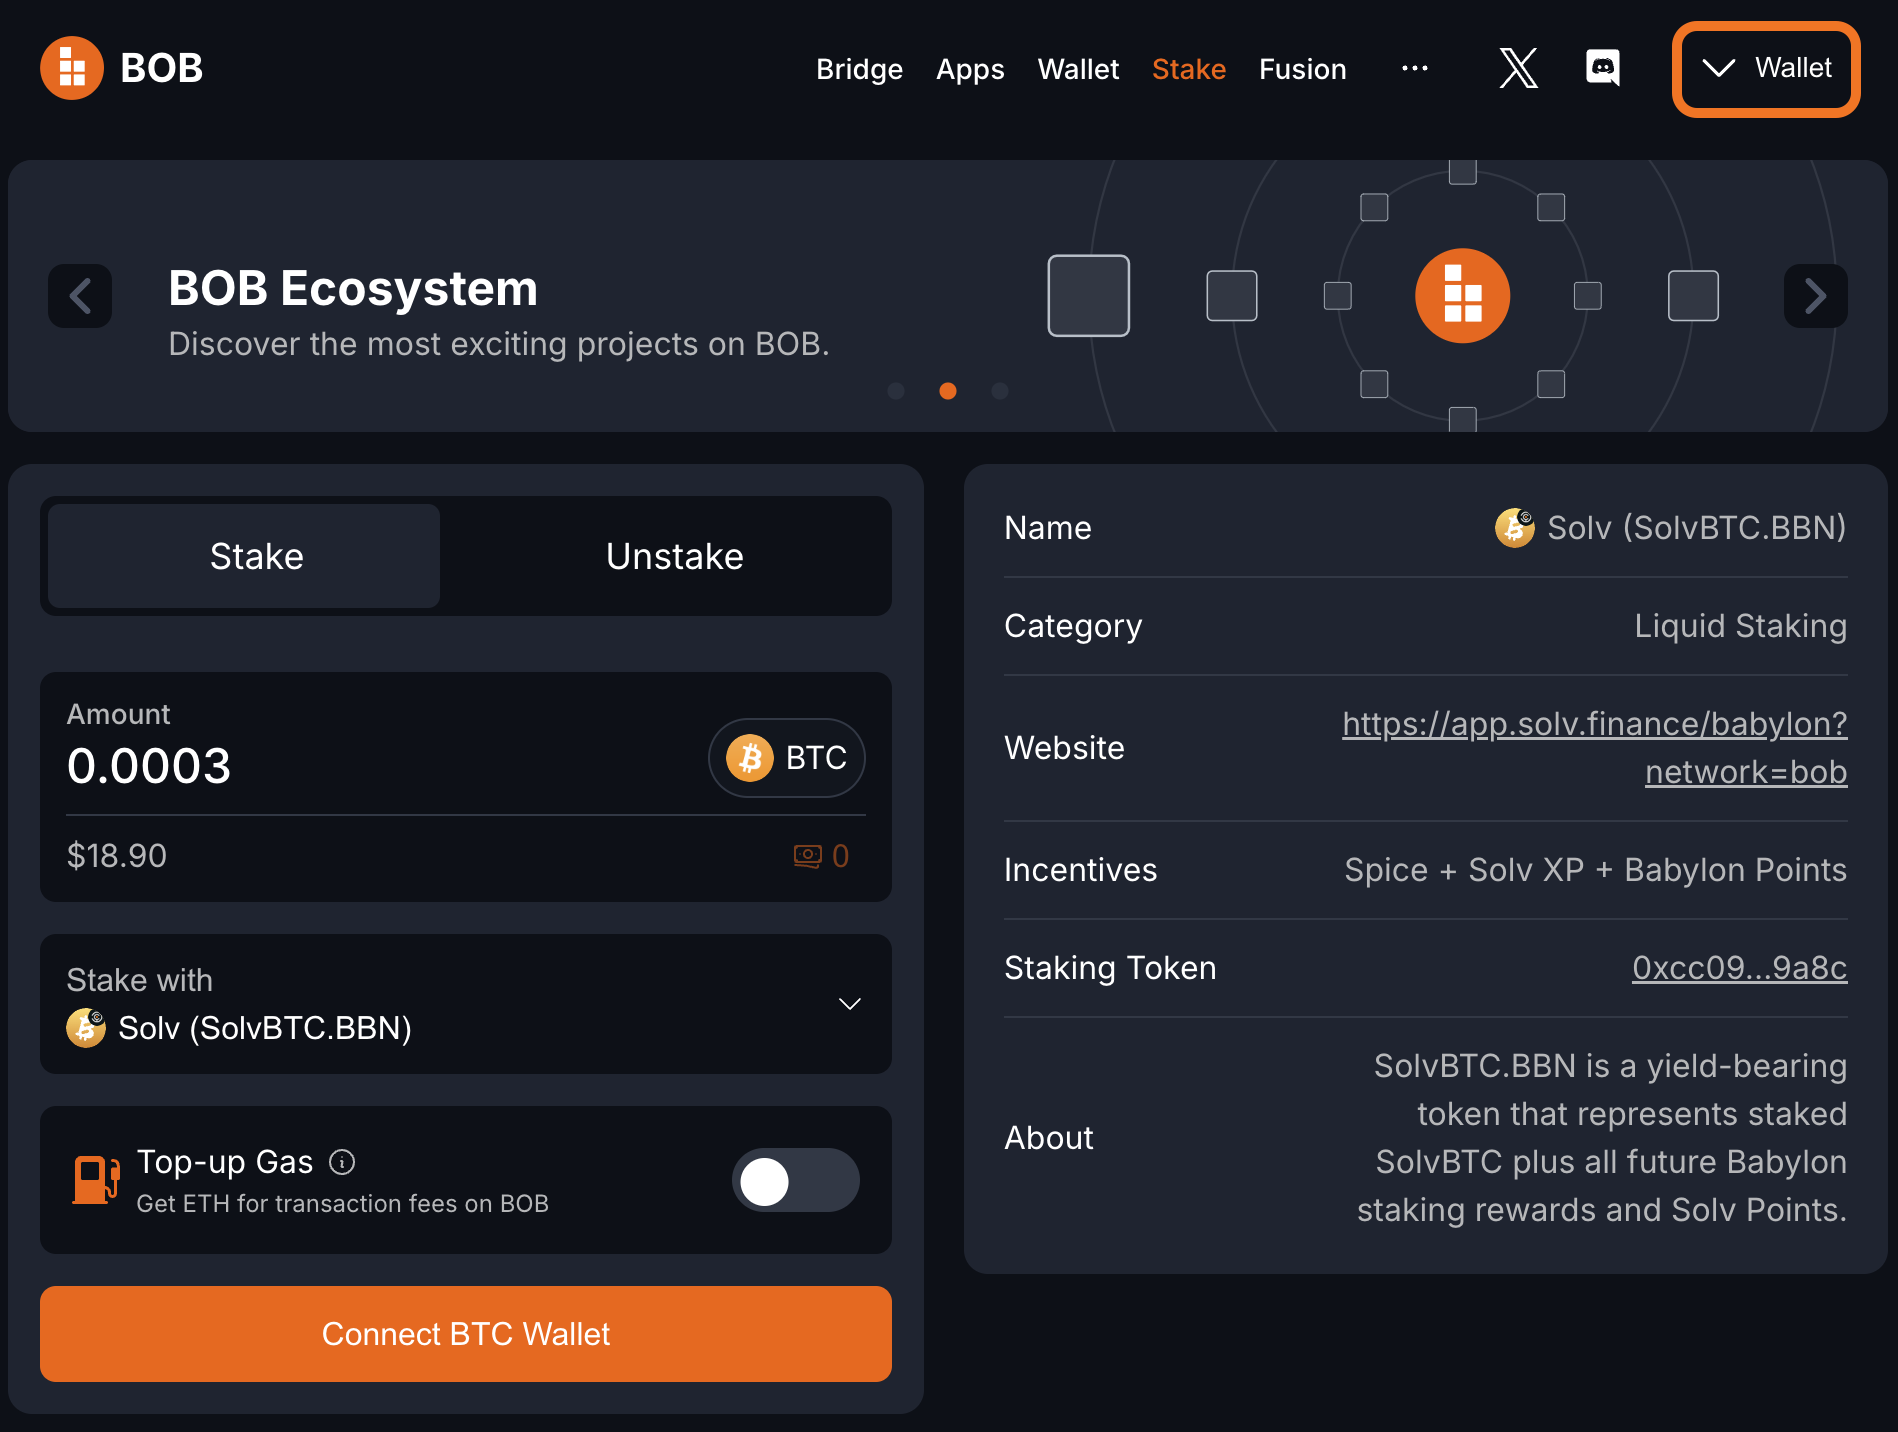 BOB
Bridge Apps Wallet Stake Fusion ... Wallet
BOB Ecosystem
Discover the most exciting projects on BOB.
Stake Unstake
Amount
0.0003
BTC
$18.90
0
Stake with
Solv (SolvBTC.BBN)
Top-up Gas
Get ETH for transaction fees on BOB
Connect BTC Wallet
Name Solv (SolvBTC.BBN)
Category Liquid Staking
Website https://app.solv.finance/babylon?
network=bob
Incentives Spice + Solv XP + Babylon Points
Staking Token 0xcc09...9a8c
About
SolvBTC.BBN is a yield-bearing
token that represents staked
SolvBTC plus all future Babylon
staking rewards and Solv Points.